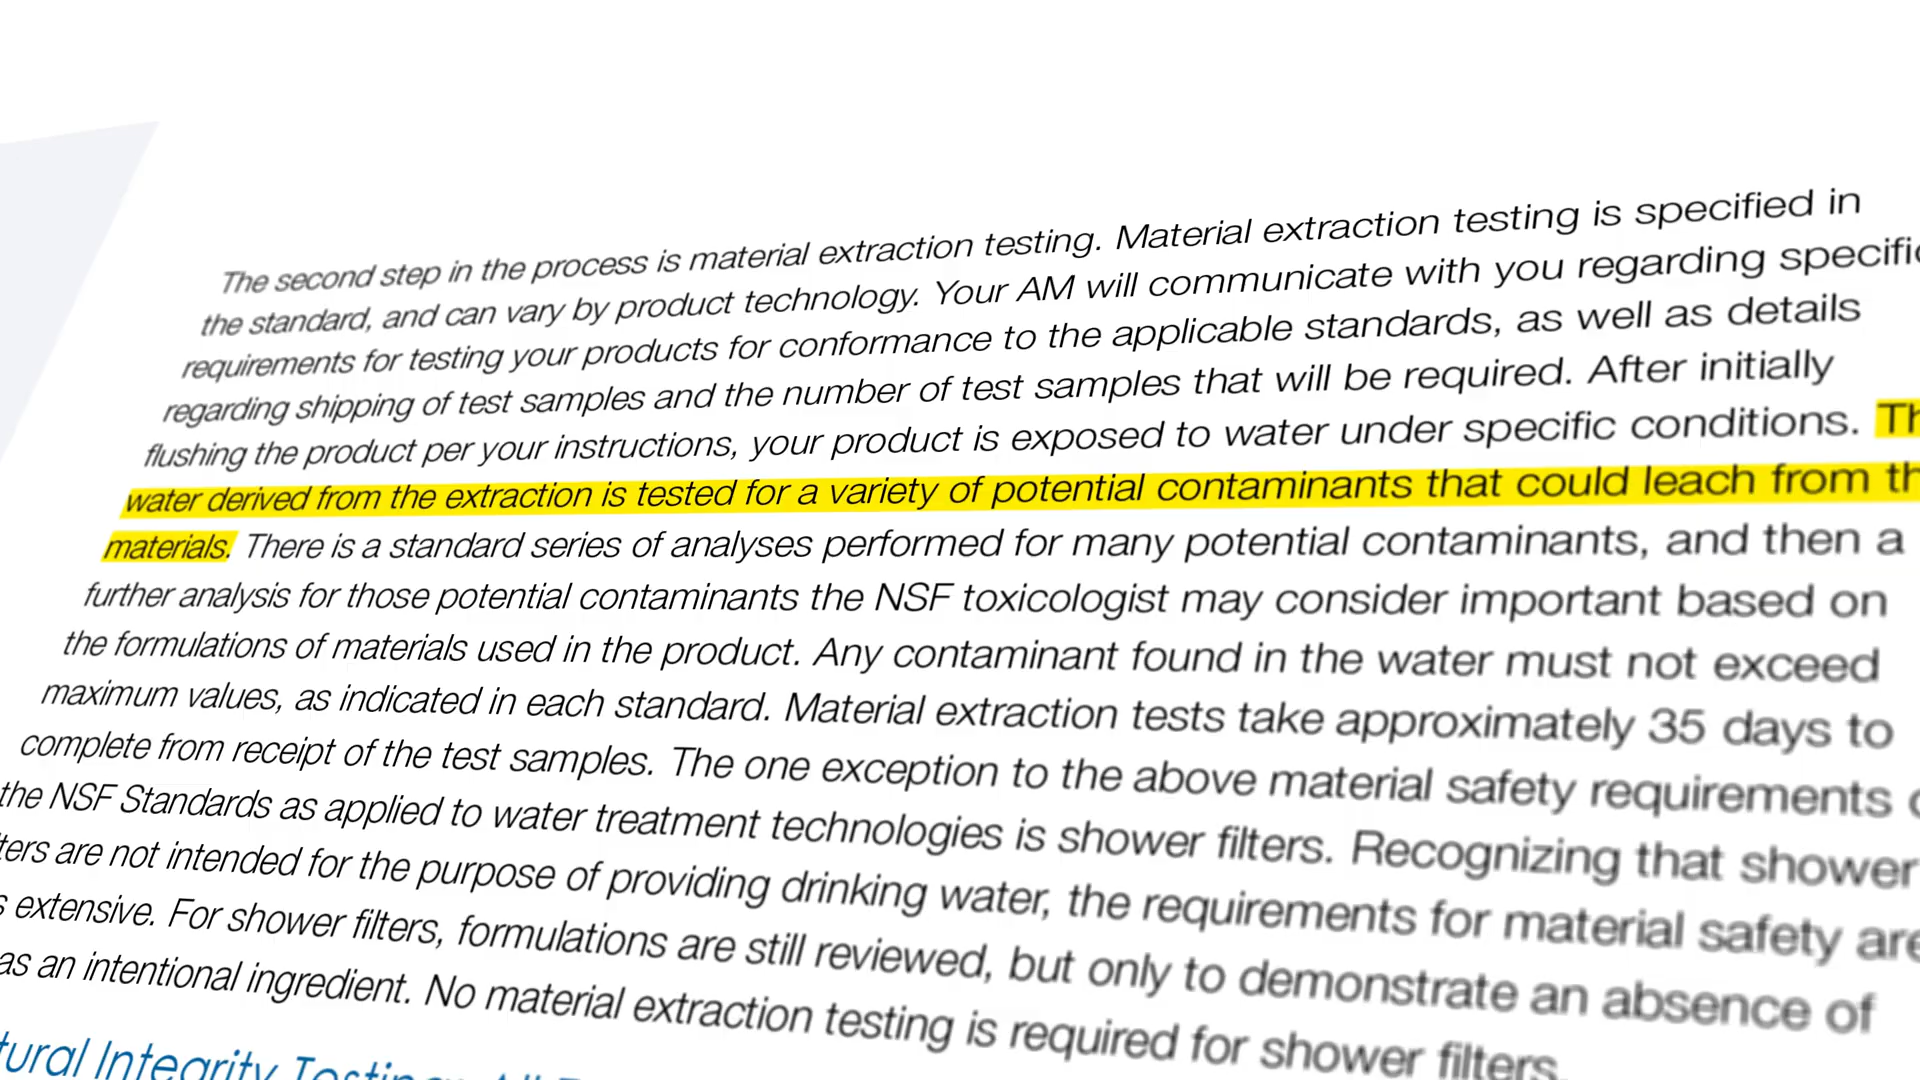 The second step in the process is material extraction testing. Material extraction testing is specified in
the standard, and can vary by product technology. Your AM will communicate with you regarding specific
requirements for testing your products for conformance to the applicable standards, as well as details
regarding shipping of test samples and the number of test samples that will be required. After initially
flushing the product per your instructions, your product is exposed to water under specific conditions.
water derived from the extraction is tested for a variety of potential contaminants that could leach from
materials. There is a standard series of analyses performed for many potential contaminants, and then a
further analysis for those potential contaminants the NSF toxicologist may consider important based on
the formulations of materials used in the product. Any contaminant found in the water must not exceed
maximum values, as indicated in each standard. Material extraction tests take approximately 35 days to
complete from receipt of the test samples. The one exception to the above material safety requirements
the NSF Standards as applied to water treatment technologies is shower filters. Recognizing that shower
are not intended for the purpose of providing drinking water, the requirements for material safety are
extensive. For shower filters, formulations are still reviewed, but only to demonstrate an absence of
as an intentional ingredient. No material extraction testing is required for shower filters.
Integrity